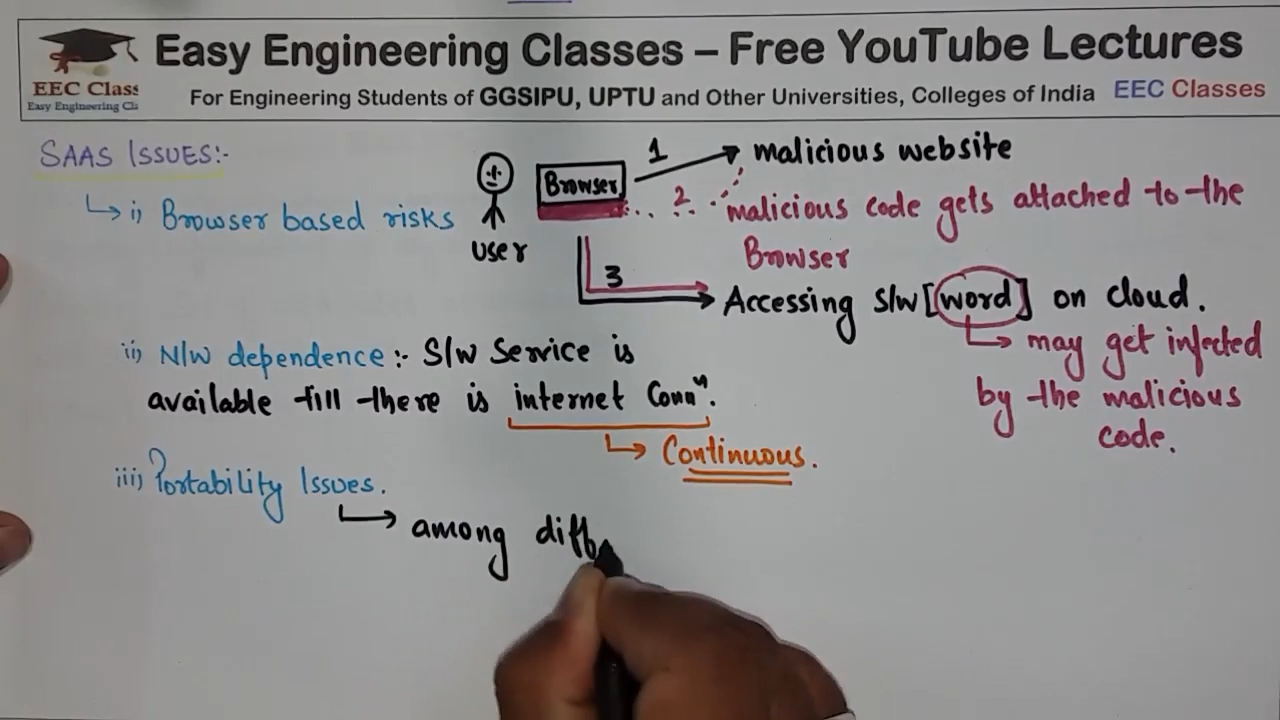 Easy Engineering Classes – Free YouTube Lectures
EEC Class
Easy Engineering Cla
For Engineering Students of GGSIPU, UPTU and Other Universities, Colleges of India
EEC Classes
SAAS ISSUES:-
i) Browser based risks
user
Browser
1
malicious website
2
malicious code gets attached to the
Browser
3
Accessing S/w [word] on cloud.
may get infected
by the malicious
code.
ii) N/W dependence :- S/W Service is
available till there is internet Connⁿ.
Continuous.
iii) Portability Issues.
among diff